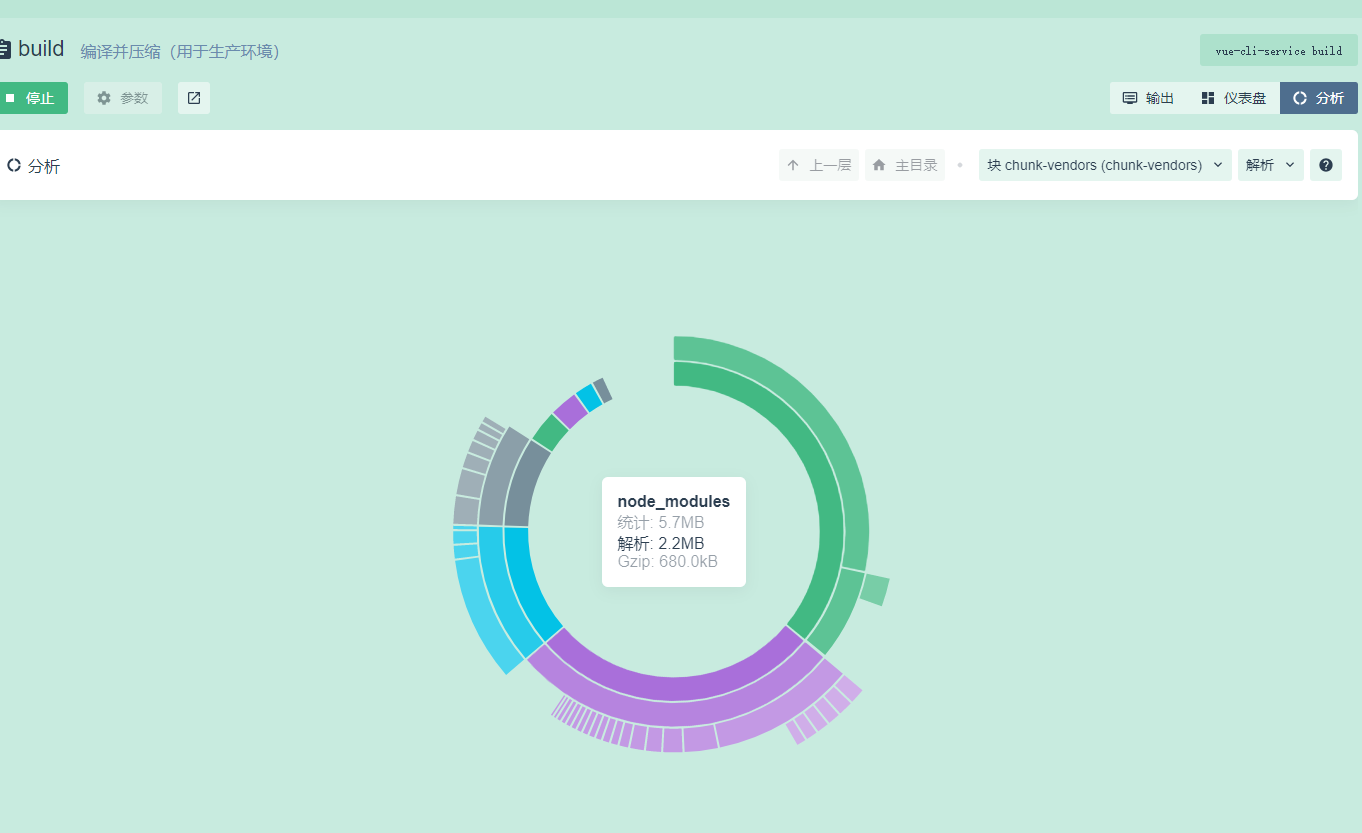 build 编译并压缩（用于生产环境） vue-cli-service build
停止 参数 输出 仪表盘 分析
分析 上一层 主目录 块 chunk-vendors (chunk-vendors) 解析
node_modules
统计: 5.7MB
解析: 2.2MB
Gzip: 680.0kB